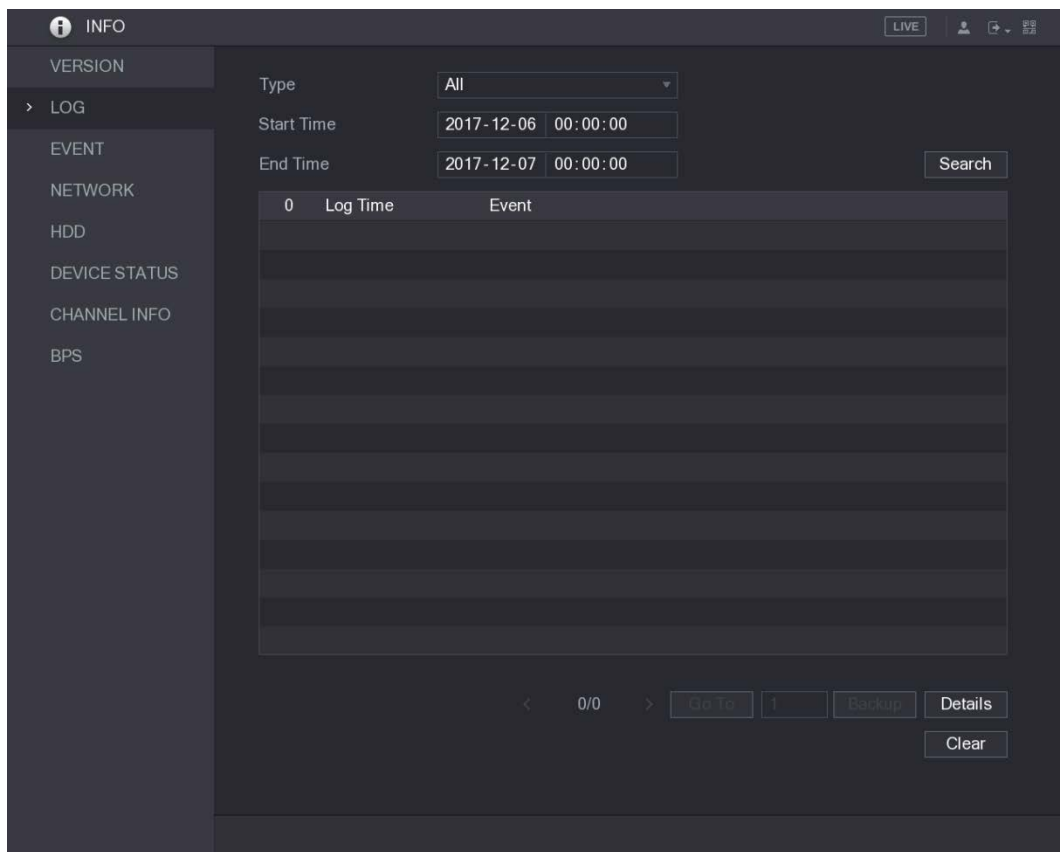 INFO LIVE
VERSION
LOG
EVENT
NETWORK
HDD
DEVICE STATUS
CHANNEL INFO
BPS
Type All
Start Time 2017-12-06 00:00:00
End Time 2017-12-07 00:00:00 Search
0 Log Time Event
0/0 Go To 1 Backup Details
Clear